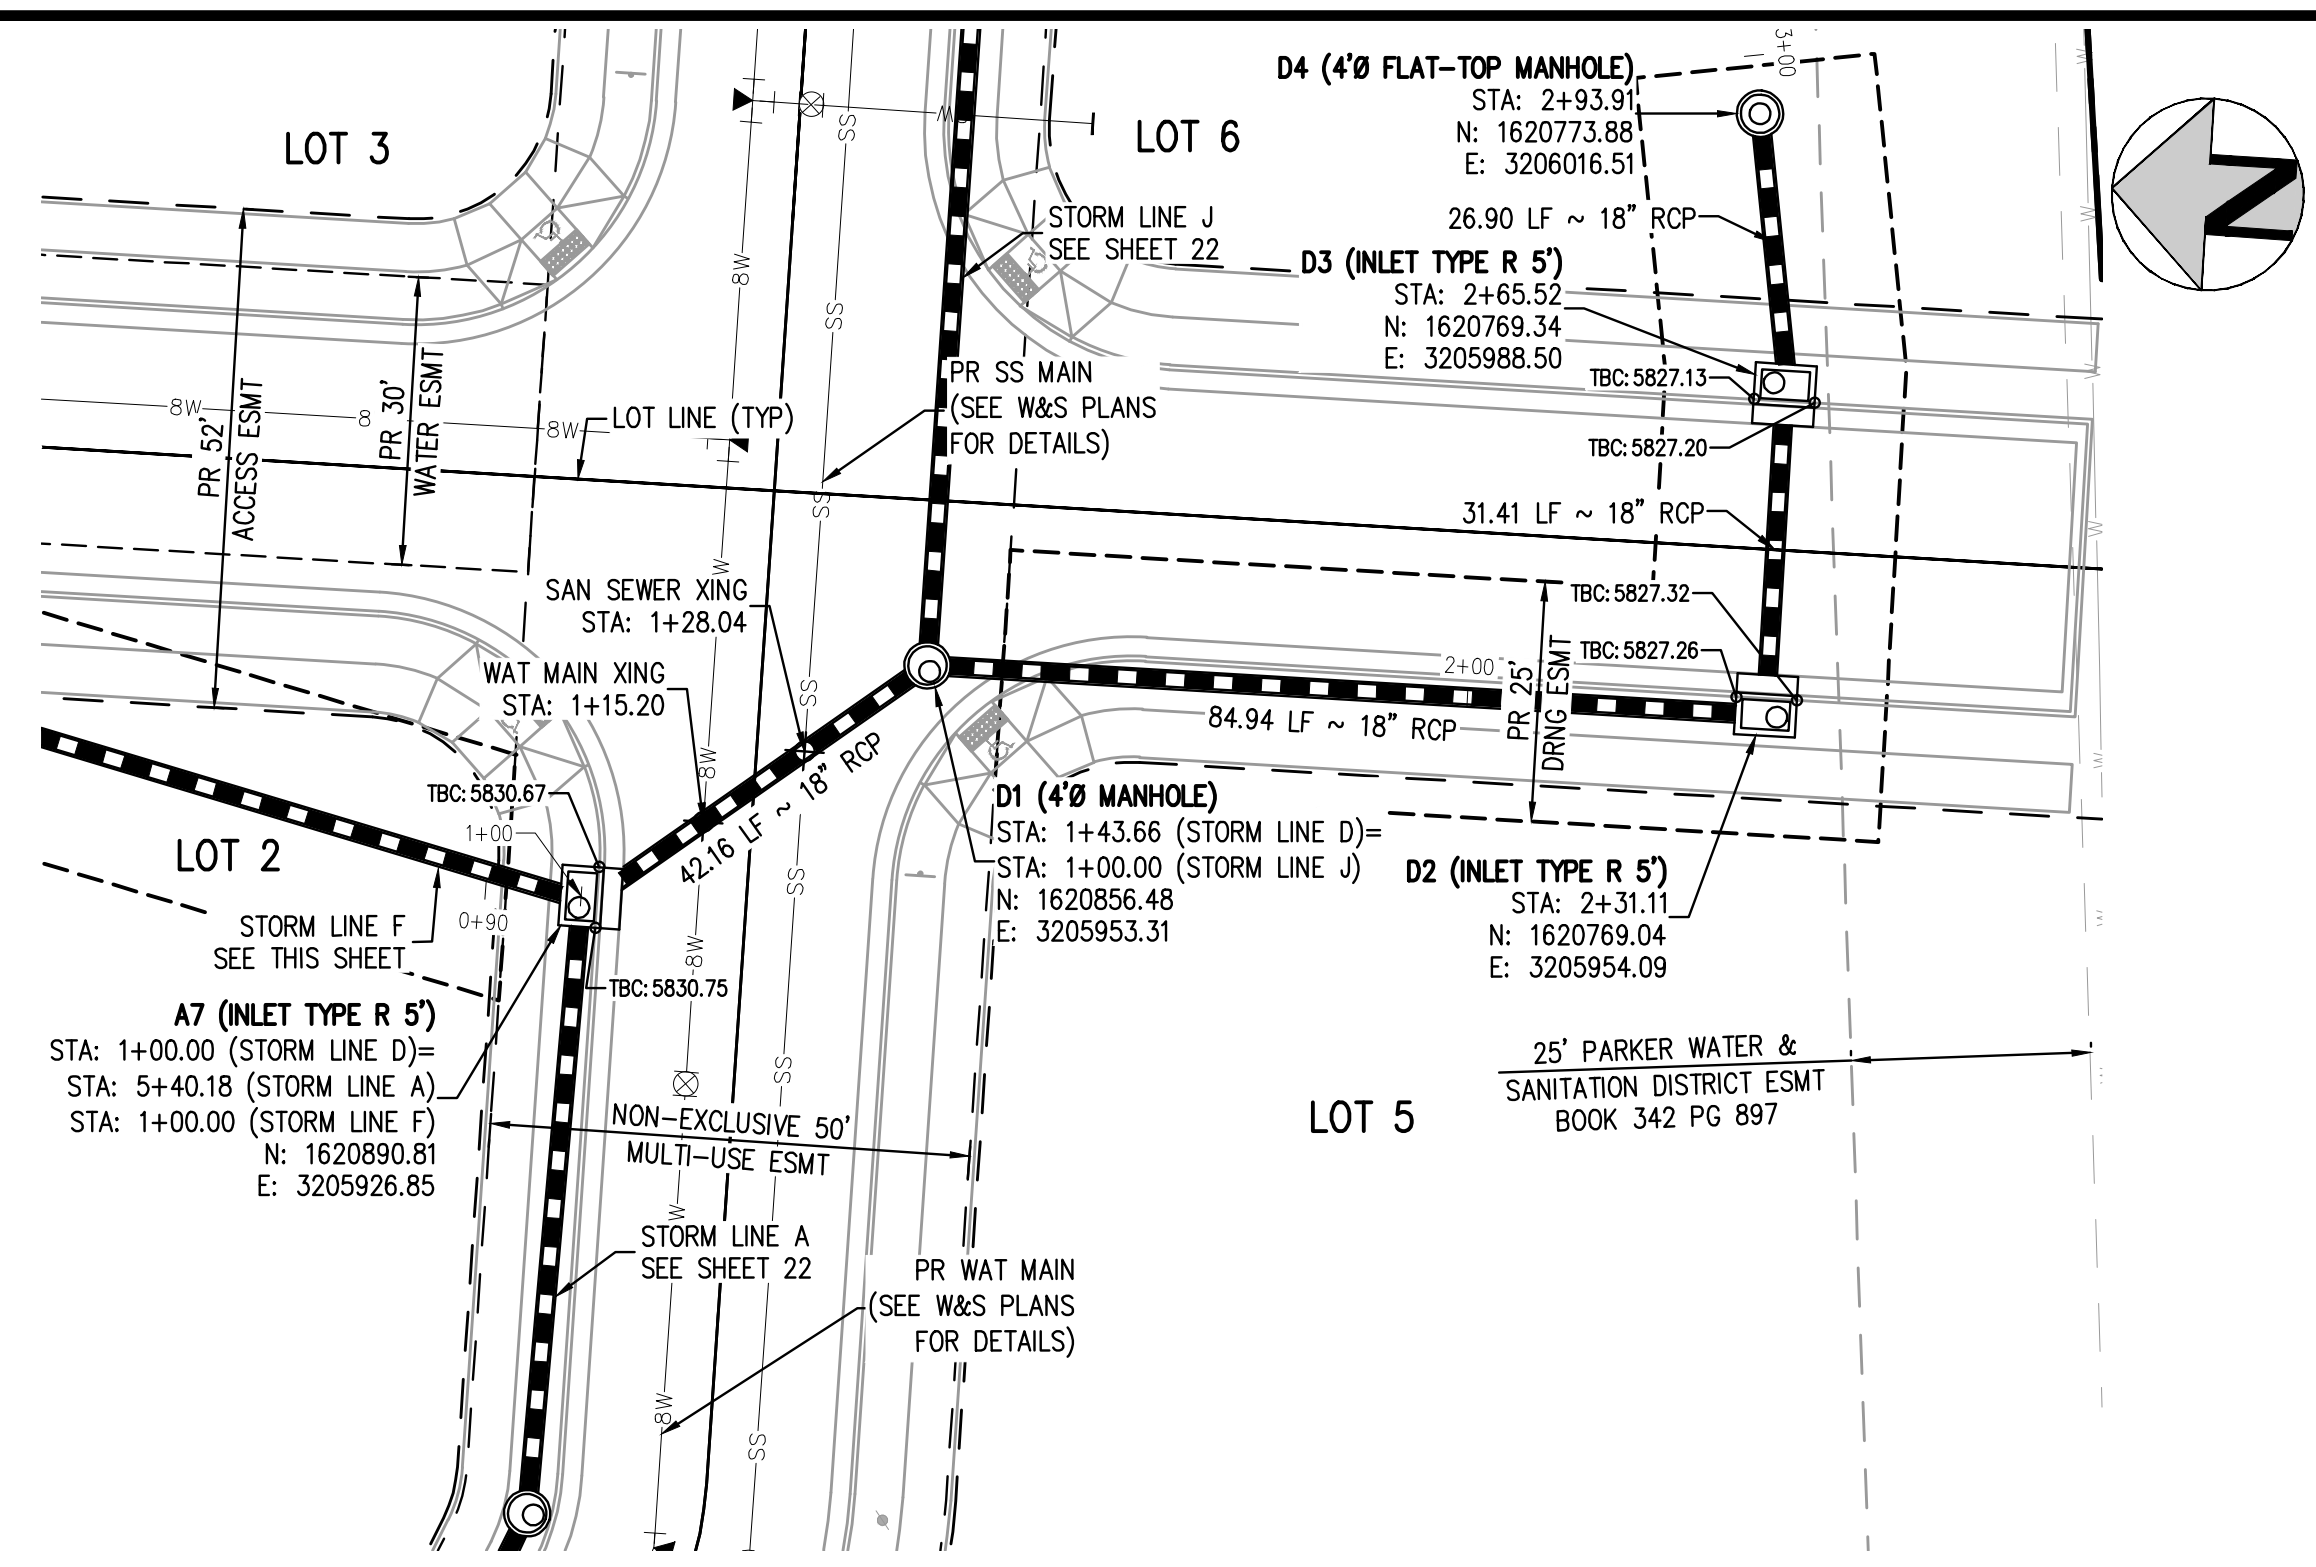 D4 (4'Ø FLAT-TOP MANHOLE)
STA: 2+93.91
N: 1620773.88
E: 3206016.51
3+00
LOT 3
LOT 6
26.90 LF ~ 18" RCP
STORM LINE J
SEE SHEET 22
D3 (INLET TYPE R 5')
STA: 2+65.52
N: 1620769.34
E: 3205988.50
TBC: 5827.13
TBC: 5827.20
N
W
8W
SS
SS
PR SS MAIN
(SEE W&S PLANS
FOR DETAILS)
LOT LINE (TYP)
8W
8
8W
PR 52'
ACCESS ESMT
PR 30'
WATER ESMT
SS
31.41 LF ~ 18" RCP
SAN SEWER XING
STA: 1+28.04
W
TBC: 5827.32
TBC: 5827.26
WAT MAIN XING
STA: 1+15.20
SS
2+00
84.94 LF ~ 18" RCP
PR 25'
DRNG ESMT
8W
42.16 LF ~ 18" RCP
TBC: 5830.67
1+00
LOT 2
0+90
STORM LINE F
SEE THIS SHEET
SS
8W
TBC: 5830.75
D1 (4'Ø MANHOLE)
STA: 1+43.66 (STORM LINE D)=
STA: 1+00.00 (STORM LINE J)
N: 1620856.48
E: 3205953.31
D2 (INLET TYPE R 5')
STA: 2+31.11
N: 1620769.04
E: 3205954.09
A7 (INLET TYPE R 5')
STA: 1+00.00 (STORM LINE D)=
STA: 5+40.18 (STORM LINE A)
STA: 1+00.00 (STORM LINE F)
N: 1620890.81
E: 3205926.85
SS
NON-EXCLUSIVE 50'
MULTI-USE ESMT
25' PARKER WATER &
SANITATION DISTRICT ESMT
BOOK 342 PG 897
LOT 5
W
STORM LINE A
SEE SHEET 22
PR WAT MAIN
(SEE W&S PLANS
FOR DETAILS)
8W
SS